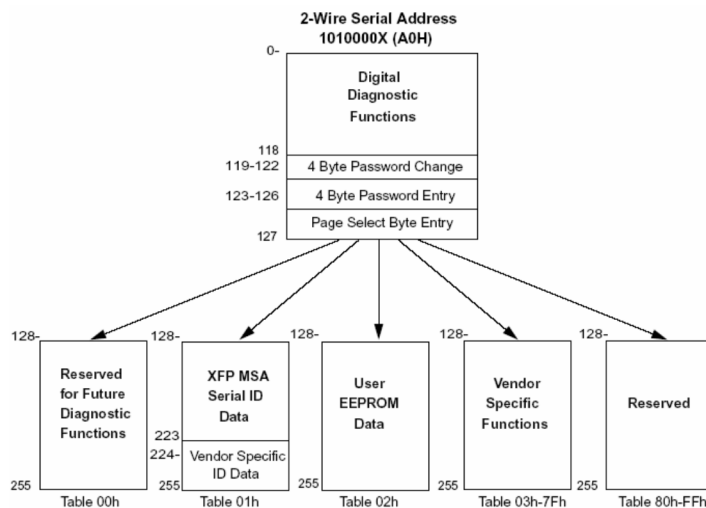 2-Wire Serial Address
1010000X (A0H)
0-
Digital
Diagnostic
Functions
118
119-122
4 Byte Password Change
123-126
4 Byte Password Entry
Page Select Byte Entry
127
128-
Reserved
for Future
Diagnostic
Functions
255
Table 00h
128-
XFP MSA
Serial ID
Data
223
224-
Vendor Specific
ID Data
255
Table 01h
128-
User
EEPROM
Data
255
Table 02h
128-
Vendor
Specific
Functions
255
Table 03h-7Fh
128-
Reserved
255
Table 80h-FFh